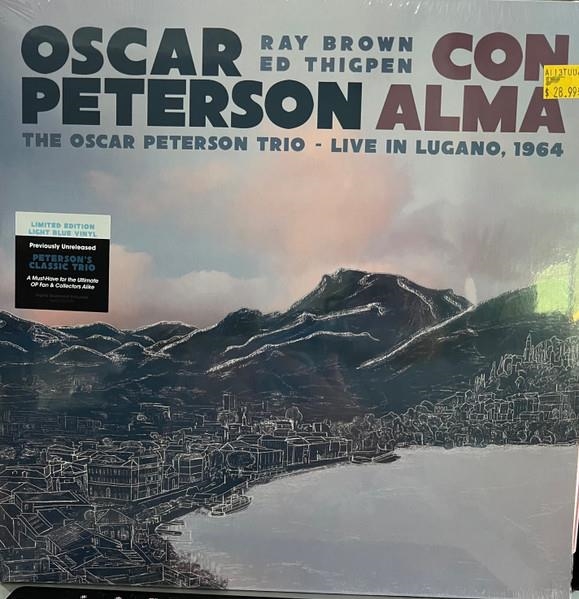 OSCAR
PETERSON
RAY BROWN
ED THIGPEN
CON
ALMA
THE OSCAR PETERSON TRIO - LIVE IN LUGANO, 1964
$ 28.99
LIMITED EDITION
LIGHT BLUE VINYL
Previously Unreleased
PETERSON'S
CLASSIC TRIO
A Must-Have for the Ultimate
OP Fan & Collectors Alike